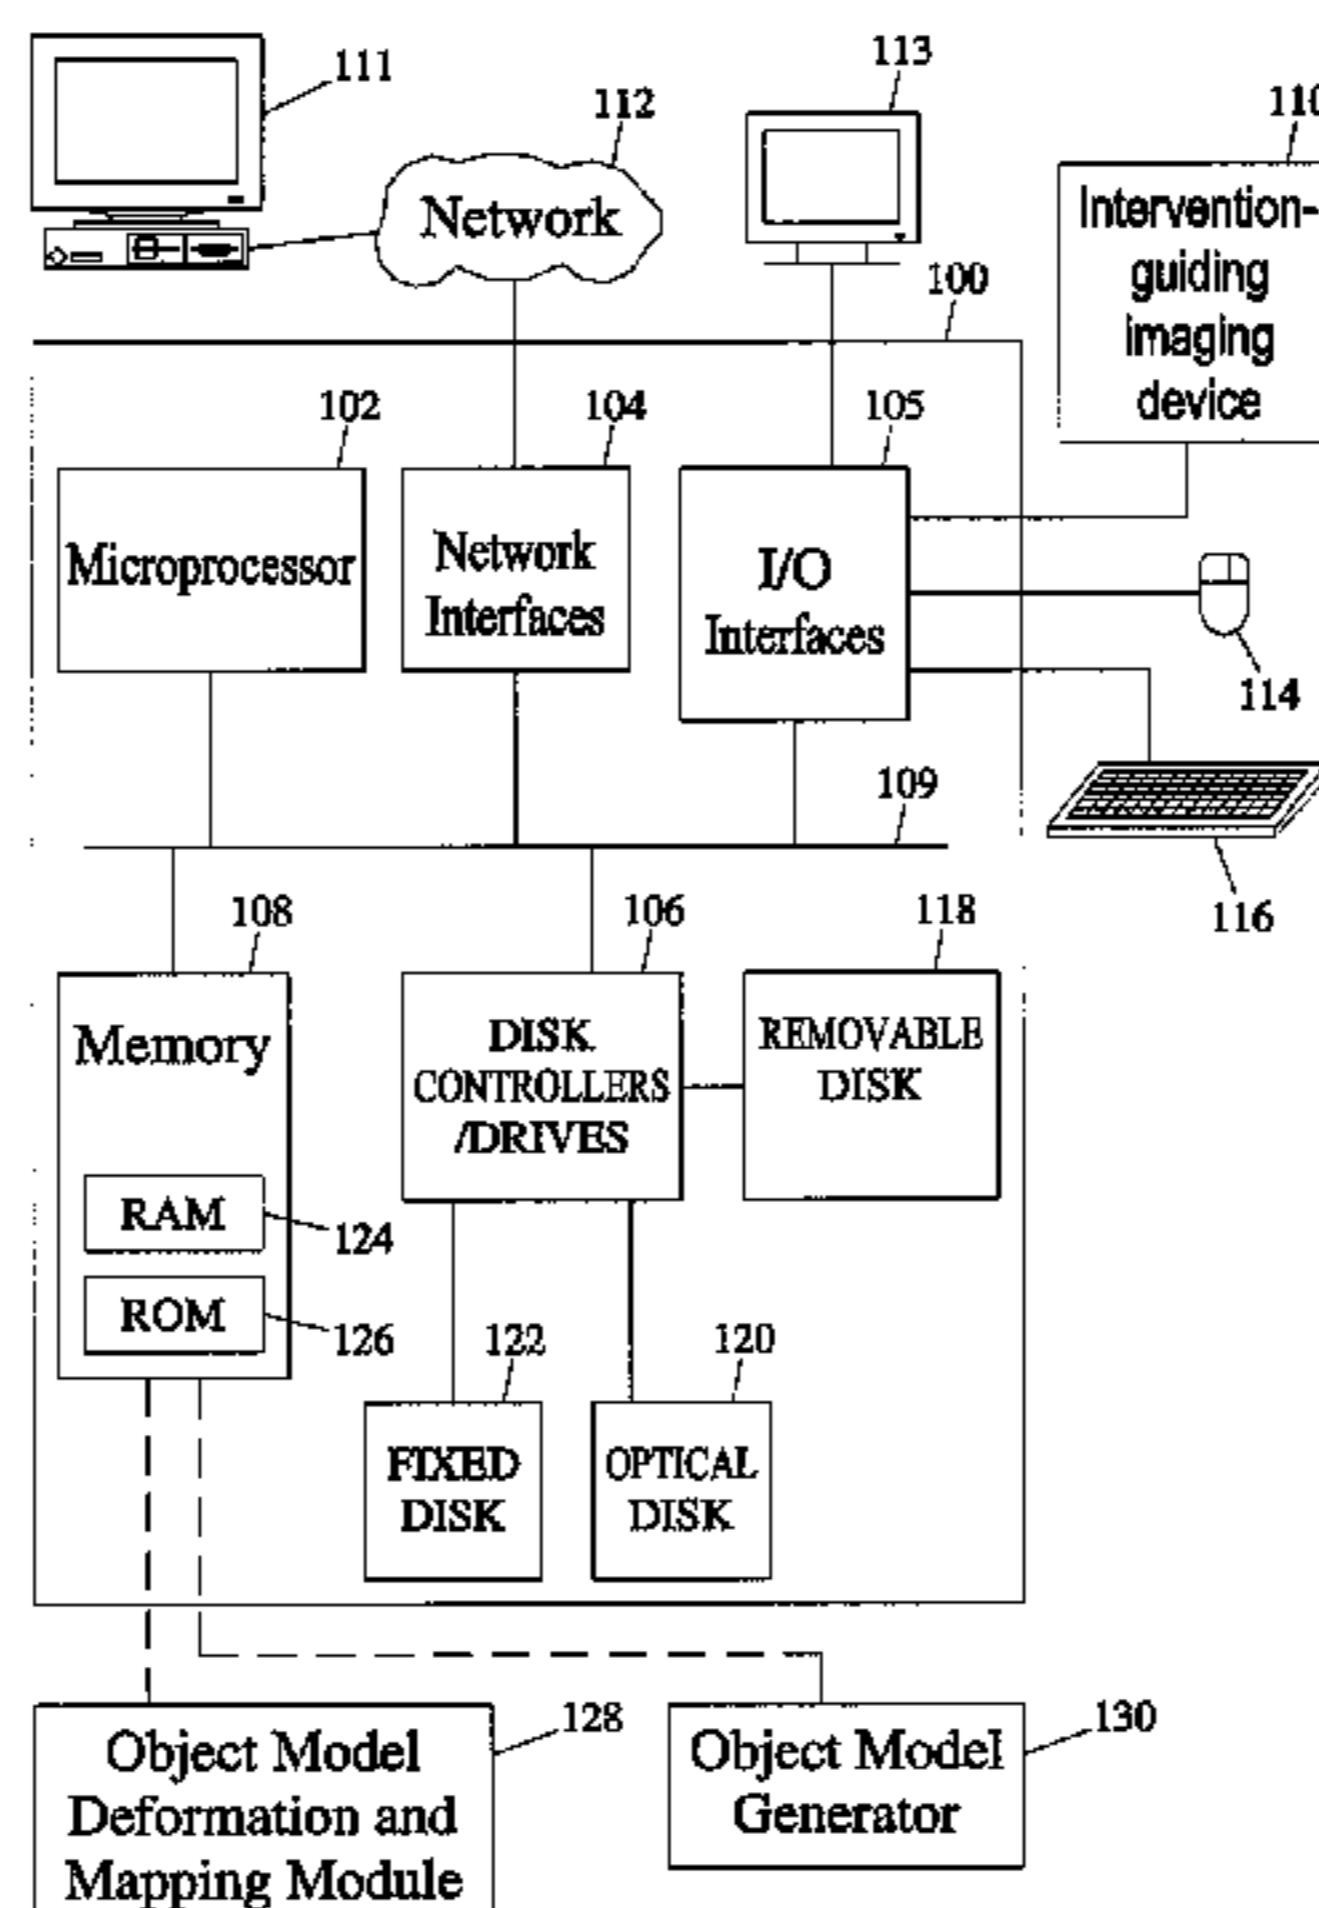 111
112
113
110
Network
Intervention-
guiding
imaging
device
100
102
104
105
Microprocessor
Network
Interfaces
I/O
Interfaces
114
109
116
108
106
118
Memory
DISK
CONTROLLERS
/DRIVES
REMOVABLE
DISK
RAM
124
ROM
126
122
120
FIXED
DISK
OPTICAL
DISK
128
130
Object Model
Deformation and
Mapping Module
Object Model
Generator